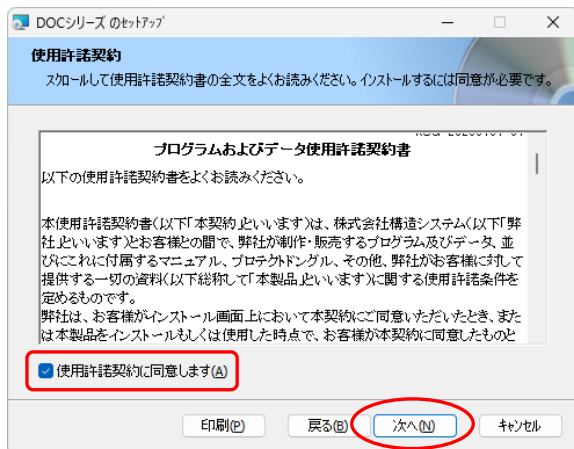 DOCシリーズ のｾｯﾄｱｯﾌﾟ
使用許諾契約
スクロールして使用許諾契約書の全文をよくお読みください。インストールするには同意が必要です。
プログラムおよびデータ使用許諾契約書
以下の使用許諾契約書をよくお読みください。
本使用許諾契約書(以下「本契約」といいます)は、株式会社構造システム(以下「弊
社」といいます)とお客様との間で、弊社が制作・販売するプログラム及びデータ、並
びにこれに付属するマニュアル、プロテクトドングル、その他、弊社がお客様に対して
提供する一切の資料(以下総称して「本製品」といいます)に関する使用許諾条件を
定めるものです。
弊社は、お客様がインストール画面上において本契約にご同意いただいたとき、また
は本製品をインストールもしくは使用した時点で、お客様が本契約に同意したものと
使用許諾契約に同意します(A)
印刷(P) 戻る(B) 次へ(N) キャンセル